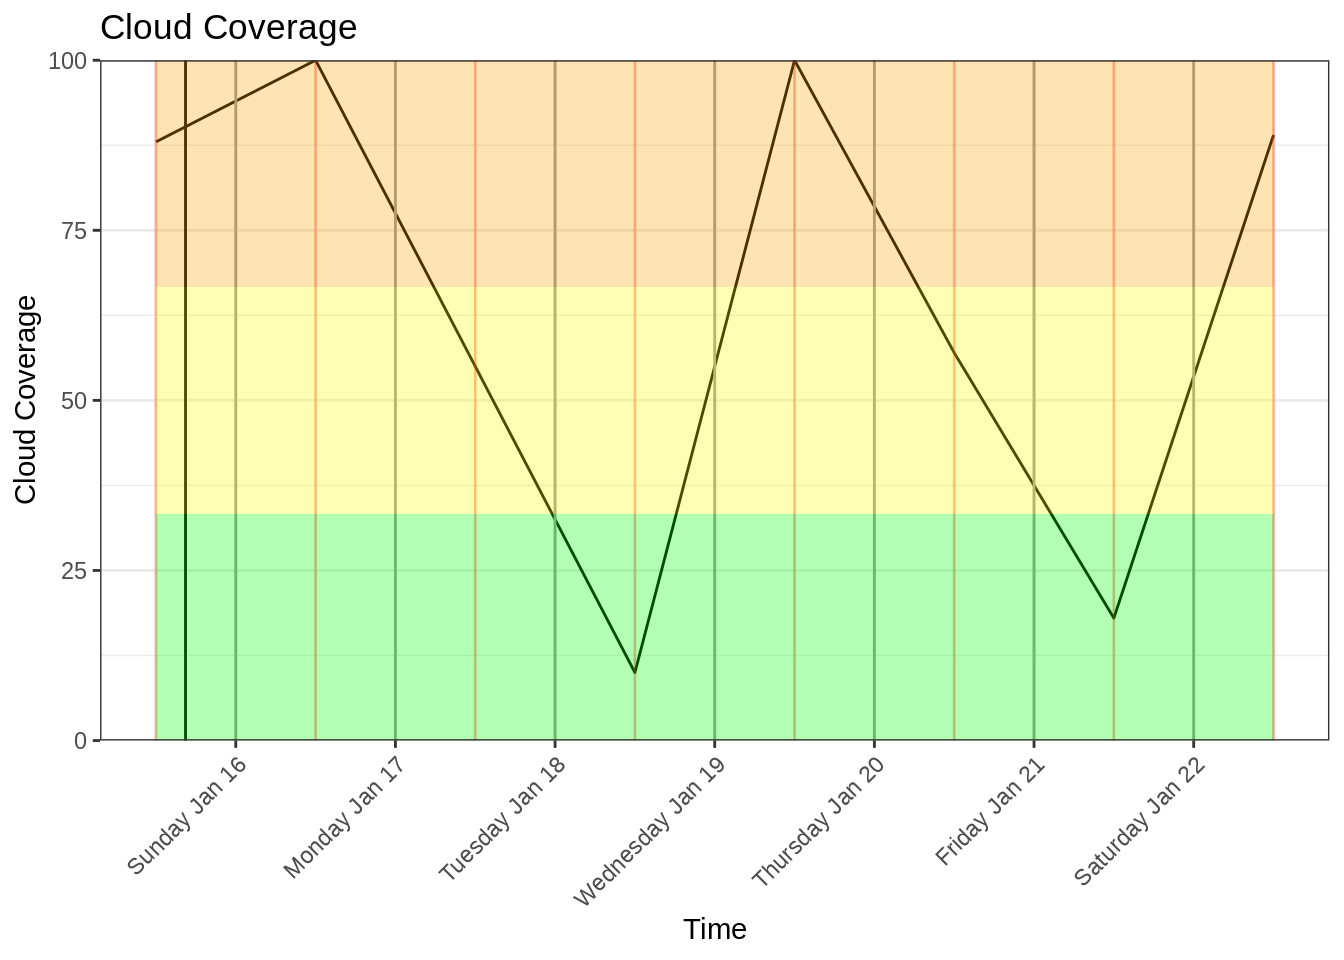 Cloud Coverage
100
75
50
25
0
Cloud Coverage
Sunday Jan 16
Monday Jan 17
Tuesday Jan 18
Wednesday Jan 19
Thursday Jan 20
Friday Jan 21
Saturday Jan 22
Time